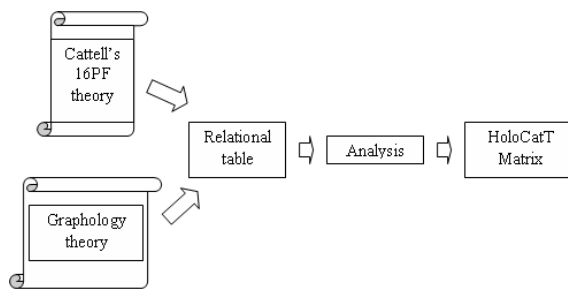 Cattell's
16PF
theory
Relational
table
Analysis
HoloCatT
Matrix
Graphology
theory